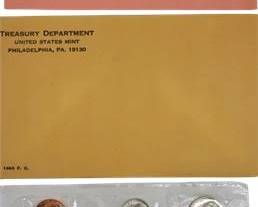 TREASURY DEPARTMENT
UNITED STATES MINT
PHILADELPHIA, PA. 19130
P. C.